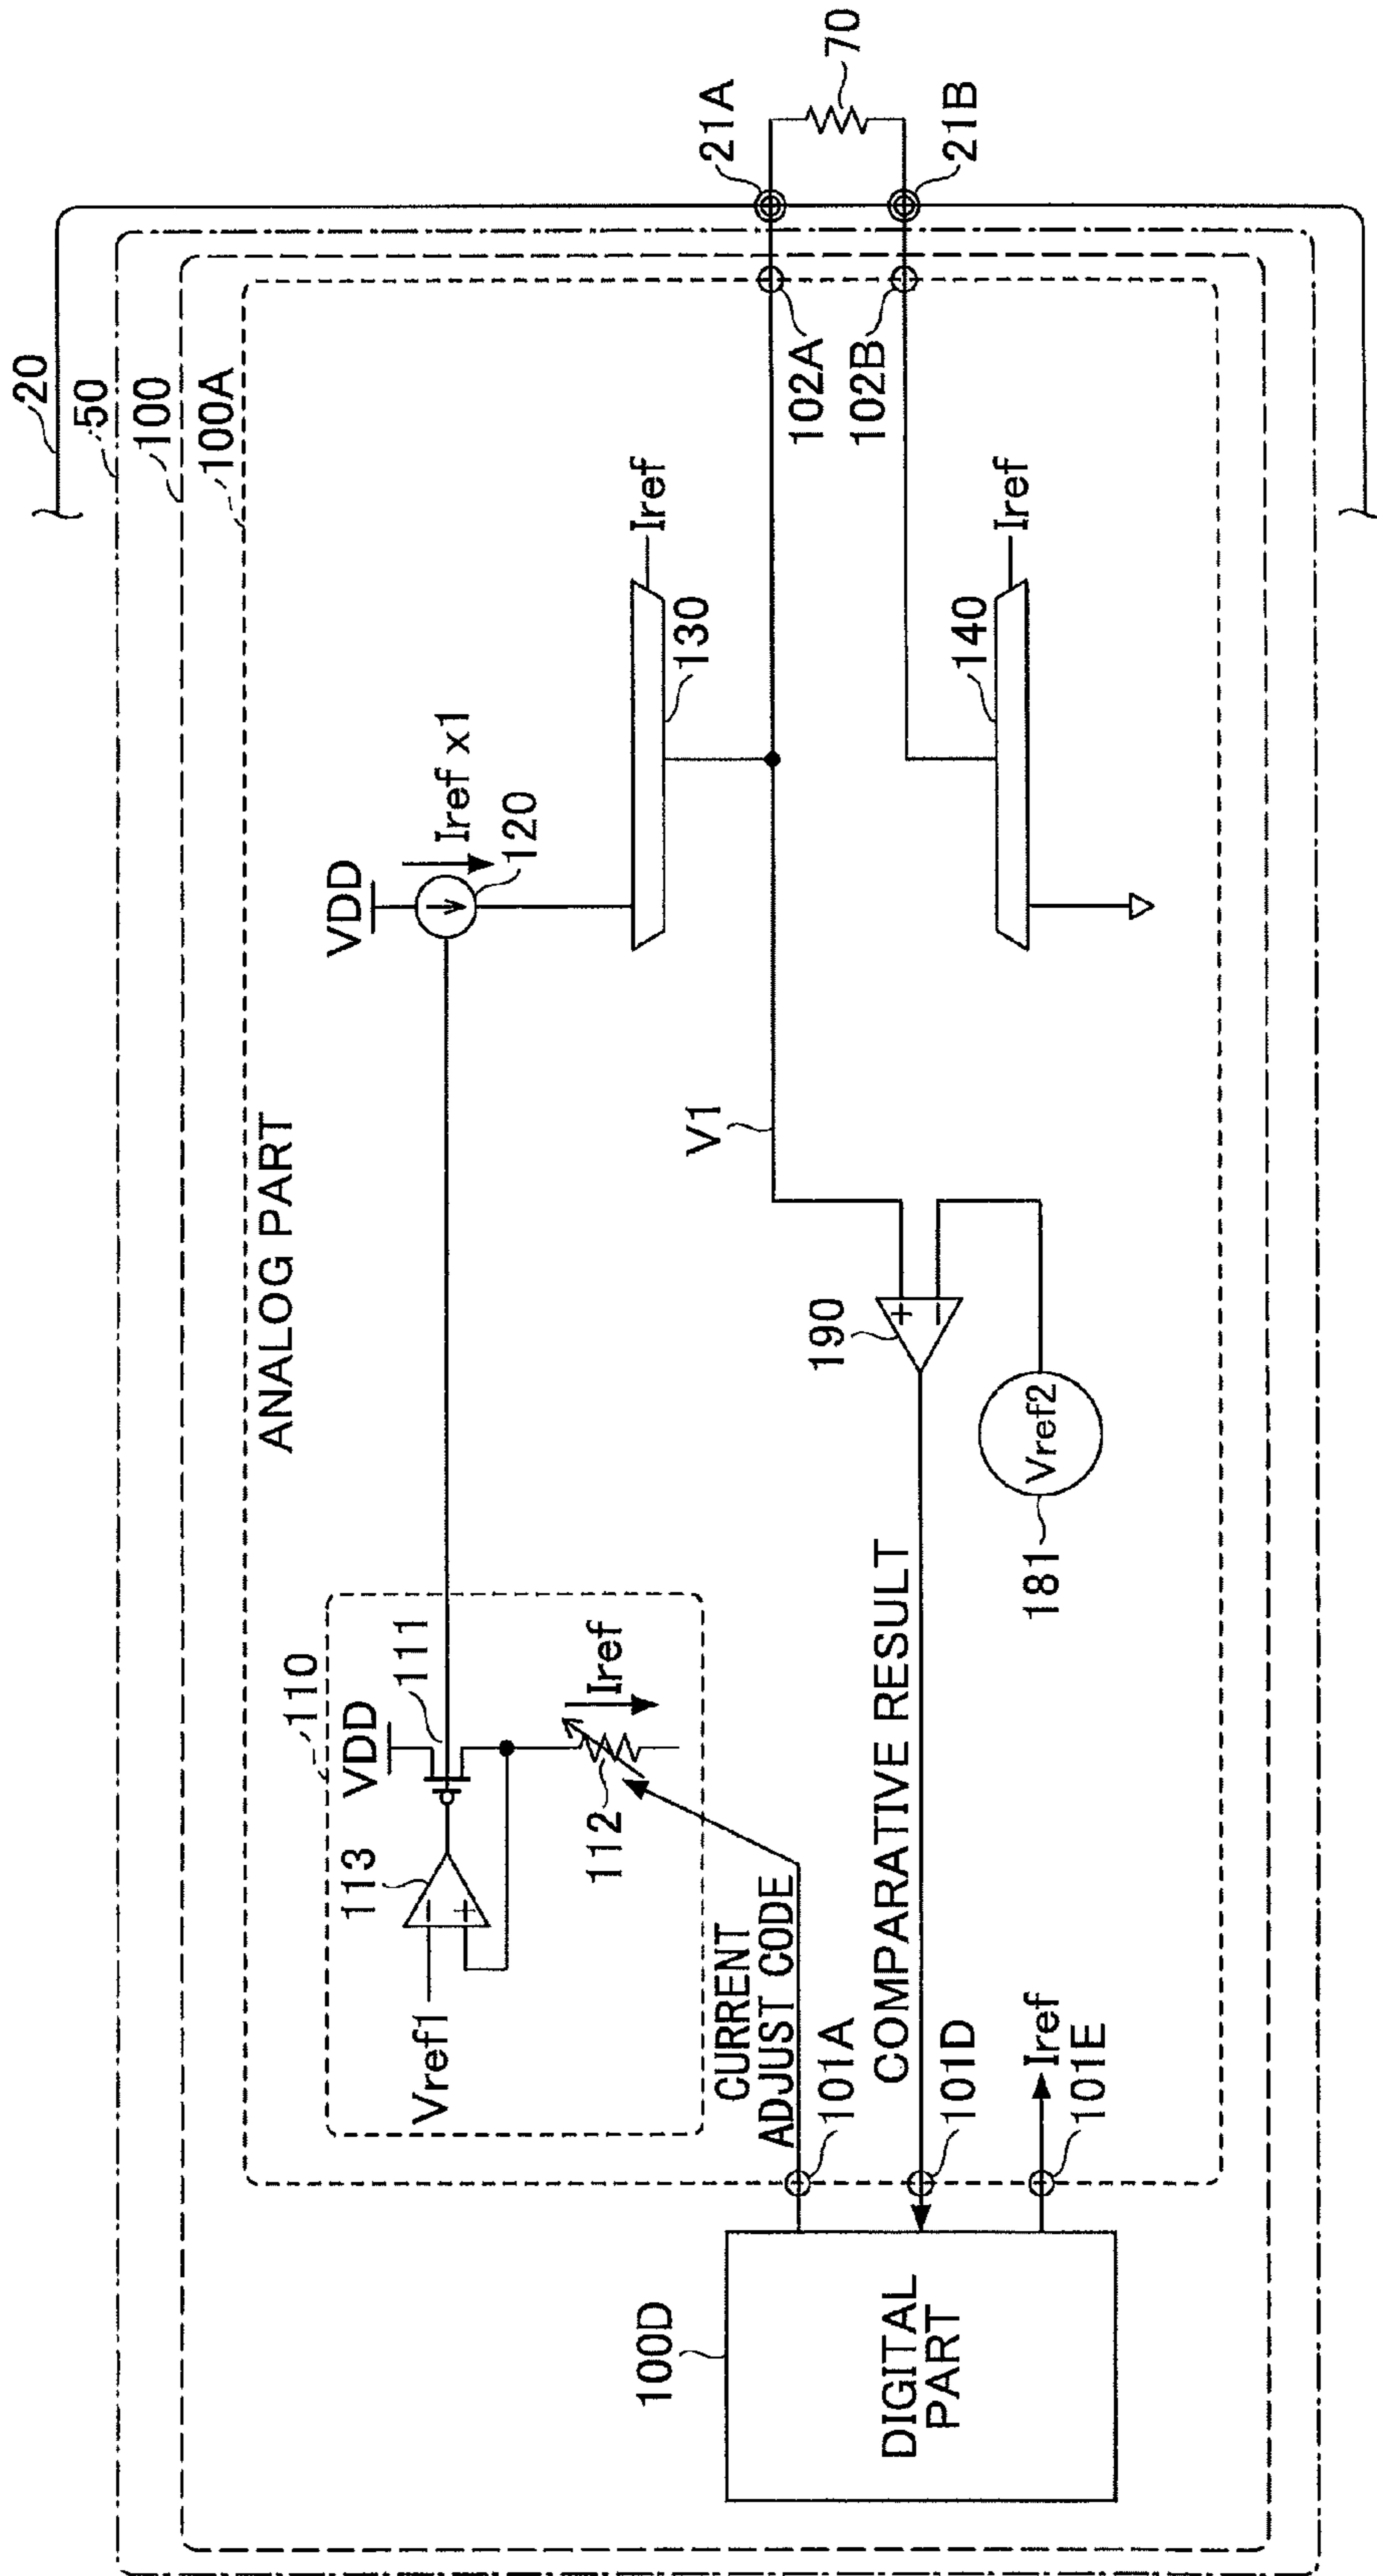 20
50
100
100A
ANALOG PART
110
VDD
111
113
Vref1
112
Iref
VDD
Iref x1
120
130
Iref
V1
102A
102B
21A
21B
70
140
Iref
190
Vref2
181
CURRENT
ADJUST CODE
101A
COMPARATIVE RESULT
101D
Iref
101E
100D
DIGITAL
PART